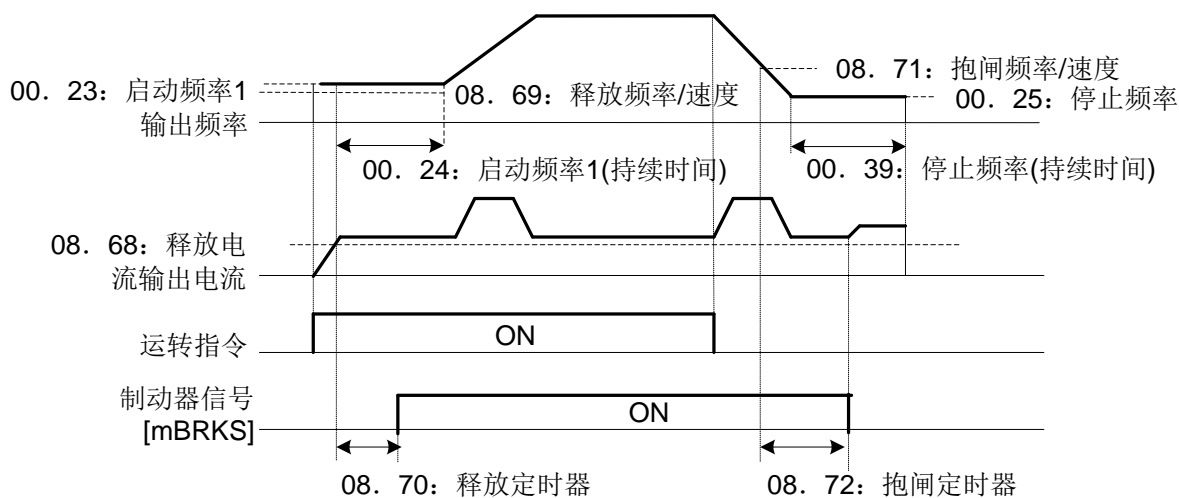 00．23：启动频率1
输出频率
08．69：释放频率/速度
08．71：抱闸频率/速度
00．25：停止频率
00．24：启动频率1(持续时间)
00．39：停止频率(持续时间)
08．68：释放电
流输出电流
运转指令
ON
制动器信号
[mBRKS]
ON
08．70：释放定时器
08．72：抱闸定时器